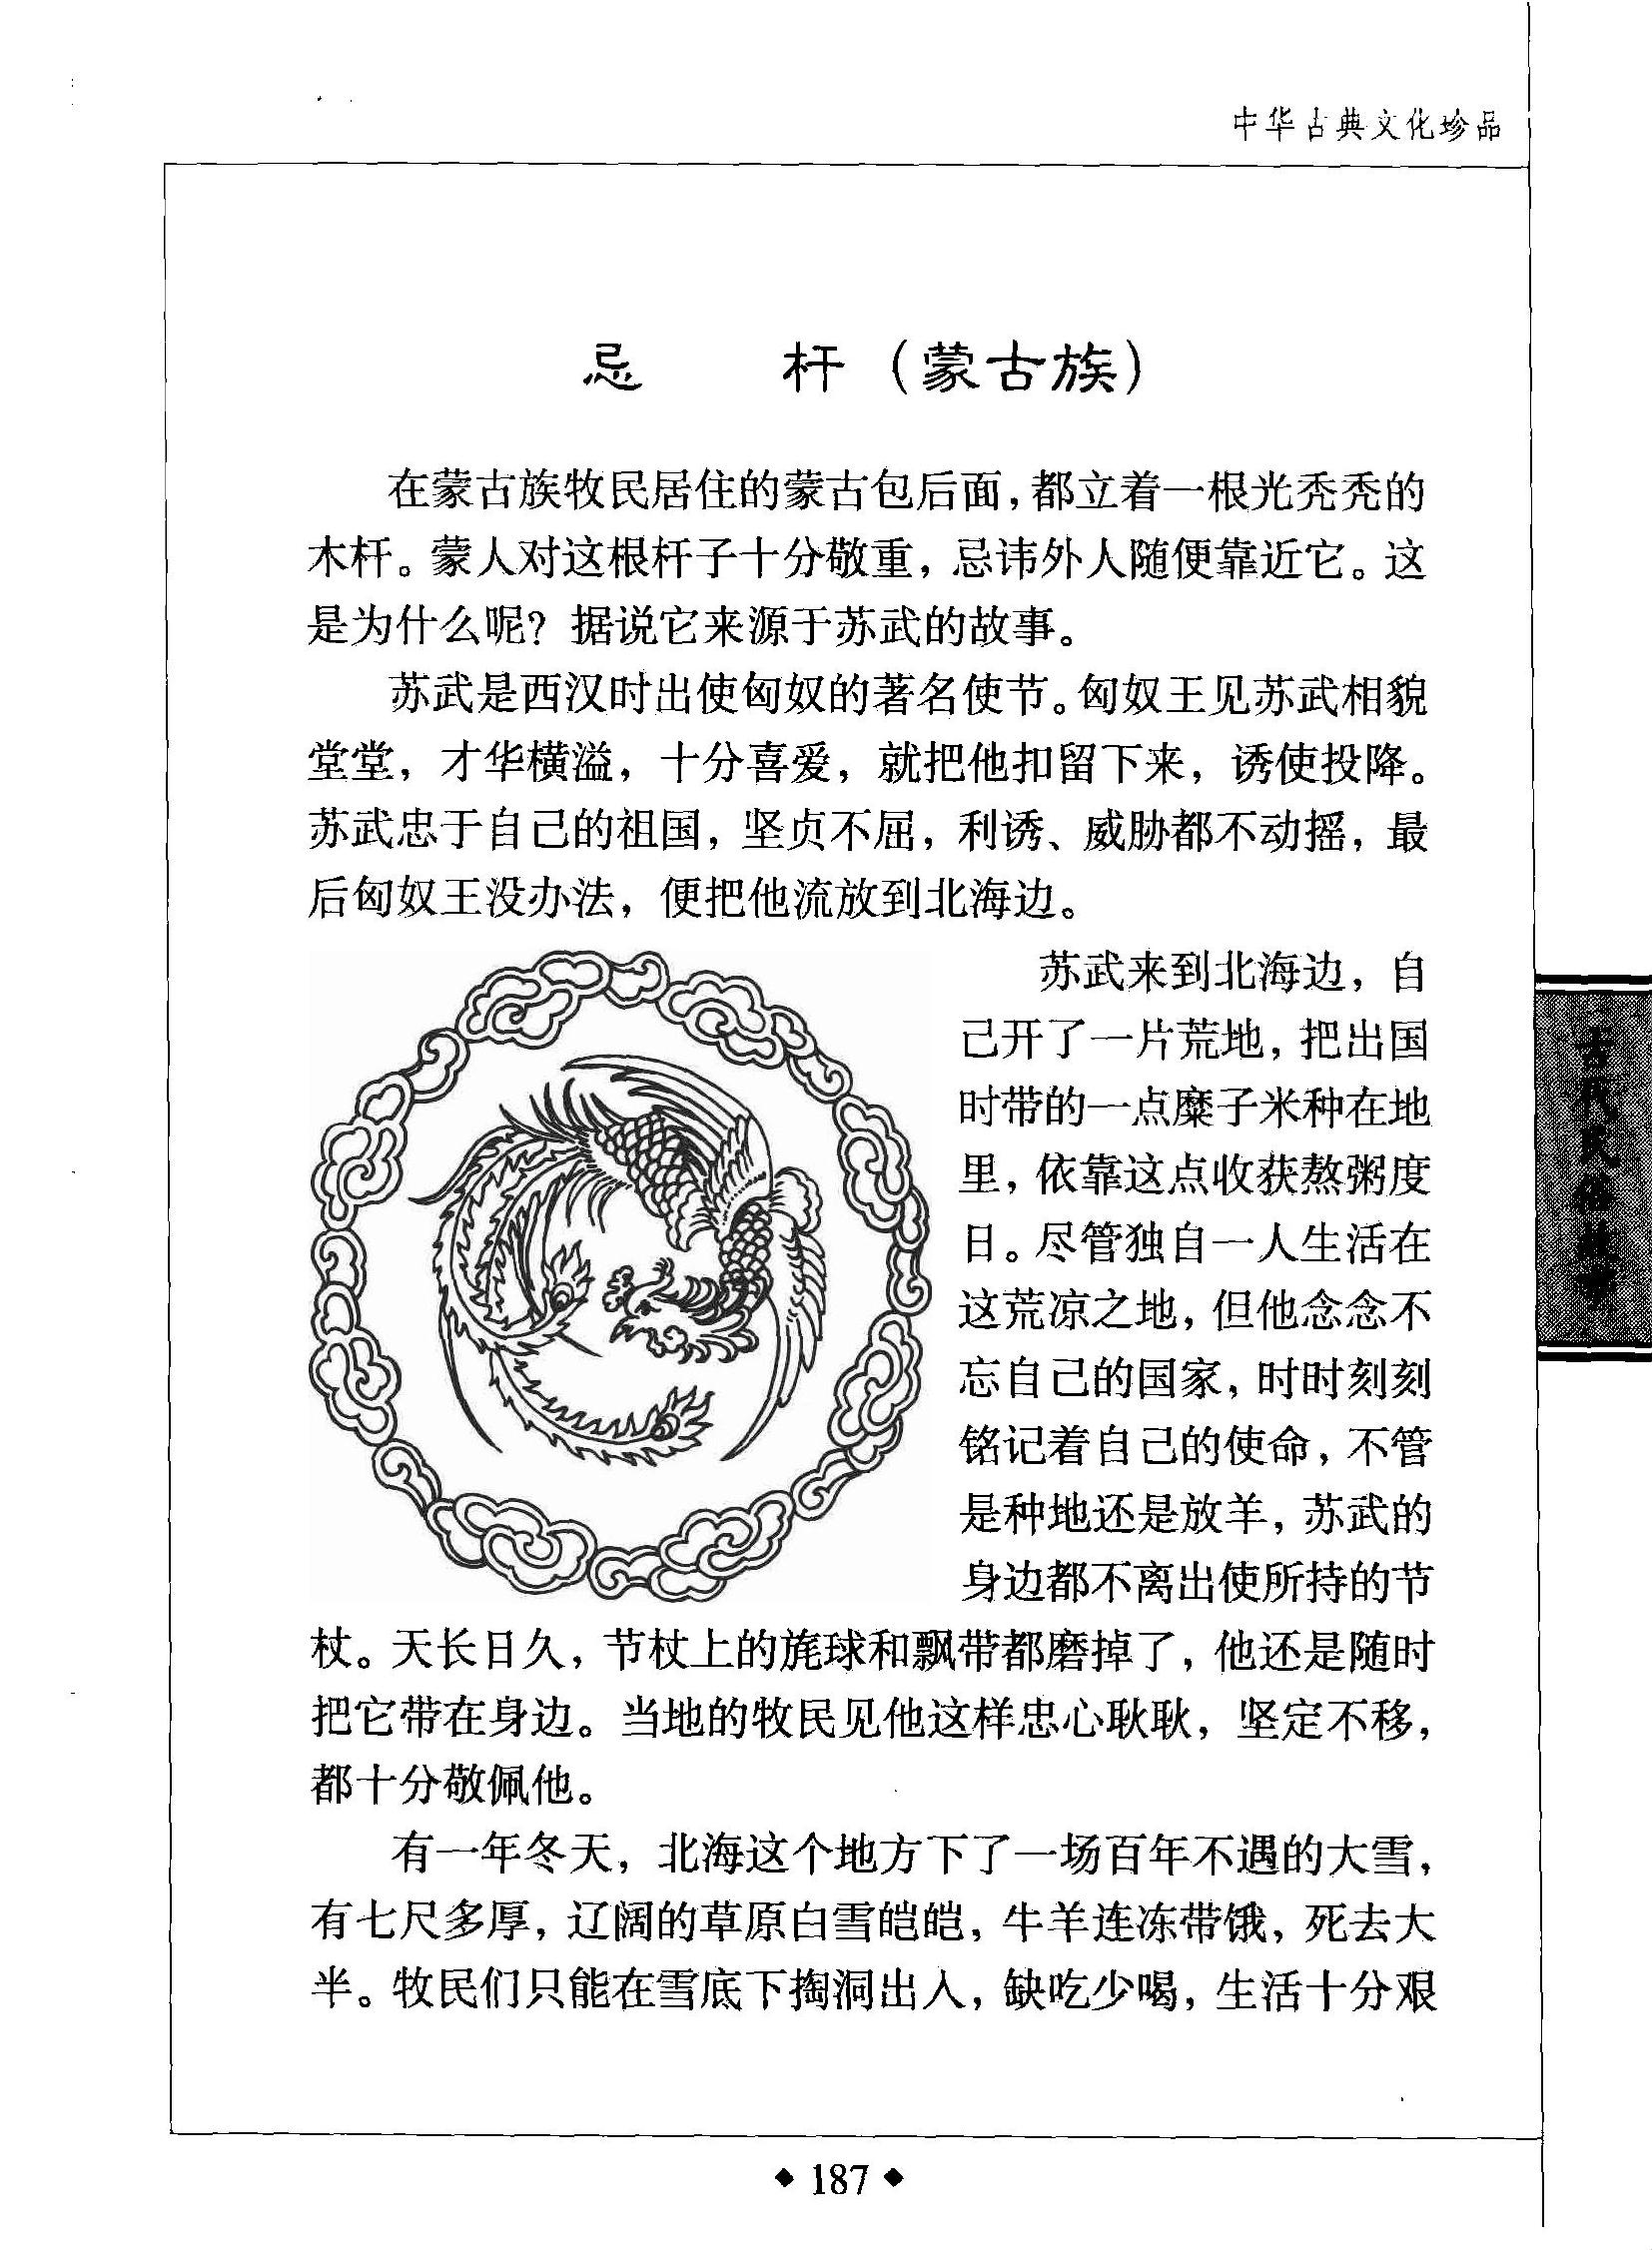 中华古典文化珍品
忌　　杆（蒙古族）
在蒙古族牧民居住的蒙古包后面，都立着一根光秃秃的
木杆。蒙人对这根杆子十分敬重，忌讳外人随便靠近它。这
是为什么呢？据说它来源于苏武的故事。
苏武是西汉时出使匈奴的著名使节。匈奴王见苏武相貌
堂堂，才华横溢，十分喜爱，就把他扣留下来，诱使投降。
苏武忠于自己的祖国，坚贞不屈，利诱、威胁都不动摇，最
后匈奴王没办法，便把他流放到北海边。
苏武来到北海边，自
己开了一片荒地，把出国
时带的一点糜子米种在地
里，依靠这点收获熬粥度
日。尽管独自一人生活在
这荒凉之地，但他念念不
忘自己的国家，时时刻刻
铭记着自己的使命，不管
是种地还是放羊，苏武的
身边都不离出使所持的节
杖。天长日久，节杖上的旄球和飘带都磨掉了，他还是随时
把它带在身边。当地的牧民见他这样忠心耿耿，坚定不移，
都十分敬佩他。
有一年冬天，北海这个地方下了一场百年不遇的大雪，
有七尺多厚，辽阔的草原白雪皑皑，牛羊连冻带饿，死去大
半。牧民们只能在雪底下掏洞出入，缺吃少喝，生活十分艰
古代民俗故事
◆ 187 ◆